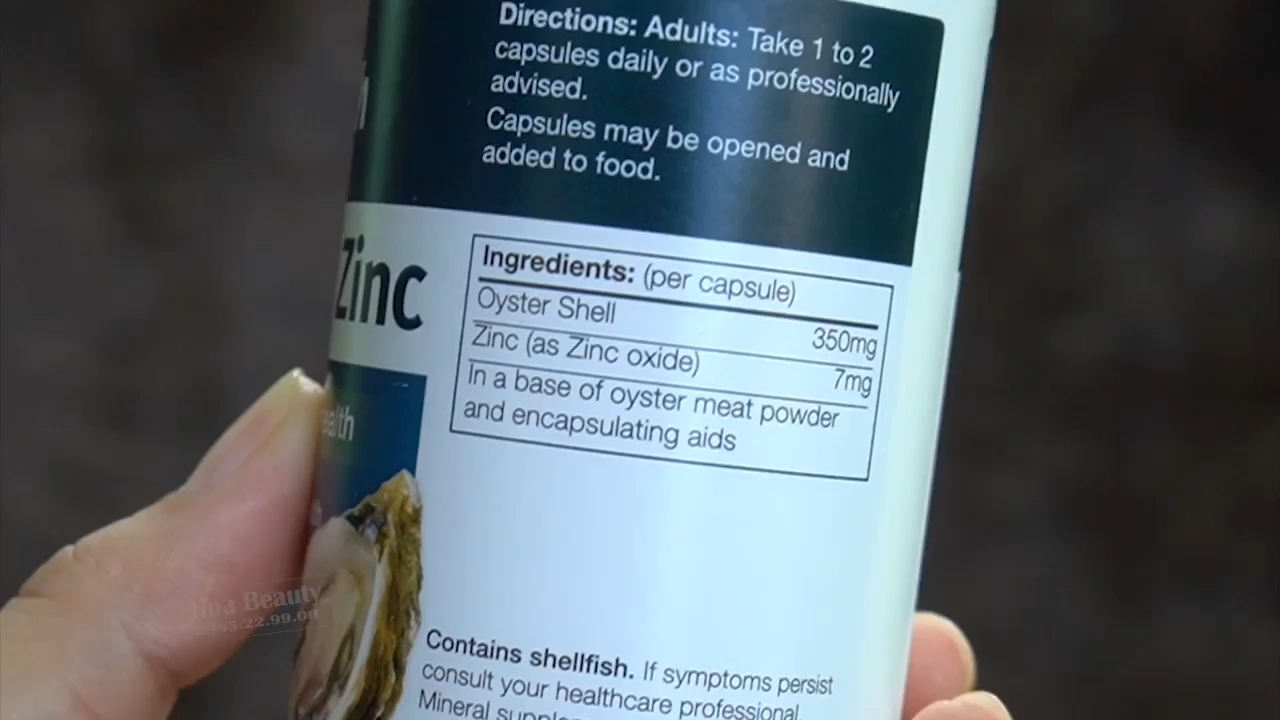 Directions: Adults: Take 1 to 2
capsules daily or as professionally
advised.
Capsules may be opened and
added to food.
Zinc
Ingredients: (per capsule)
Oyster Shell 350mg
Zinc (as Zinc oxide) 7mg
In a base of oyster meat powder
and encapsulating aids
Contains shellfish. If symptoms persist
consult your healthcare professional.
Mineral
Beauty